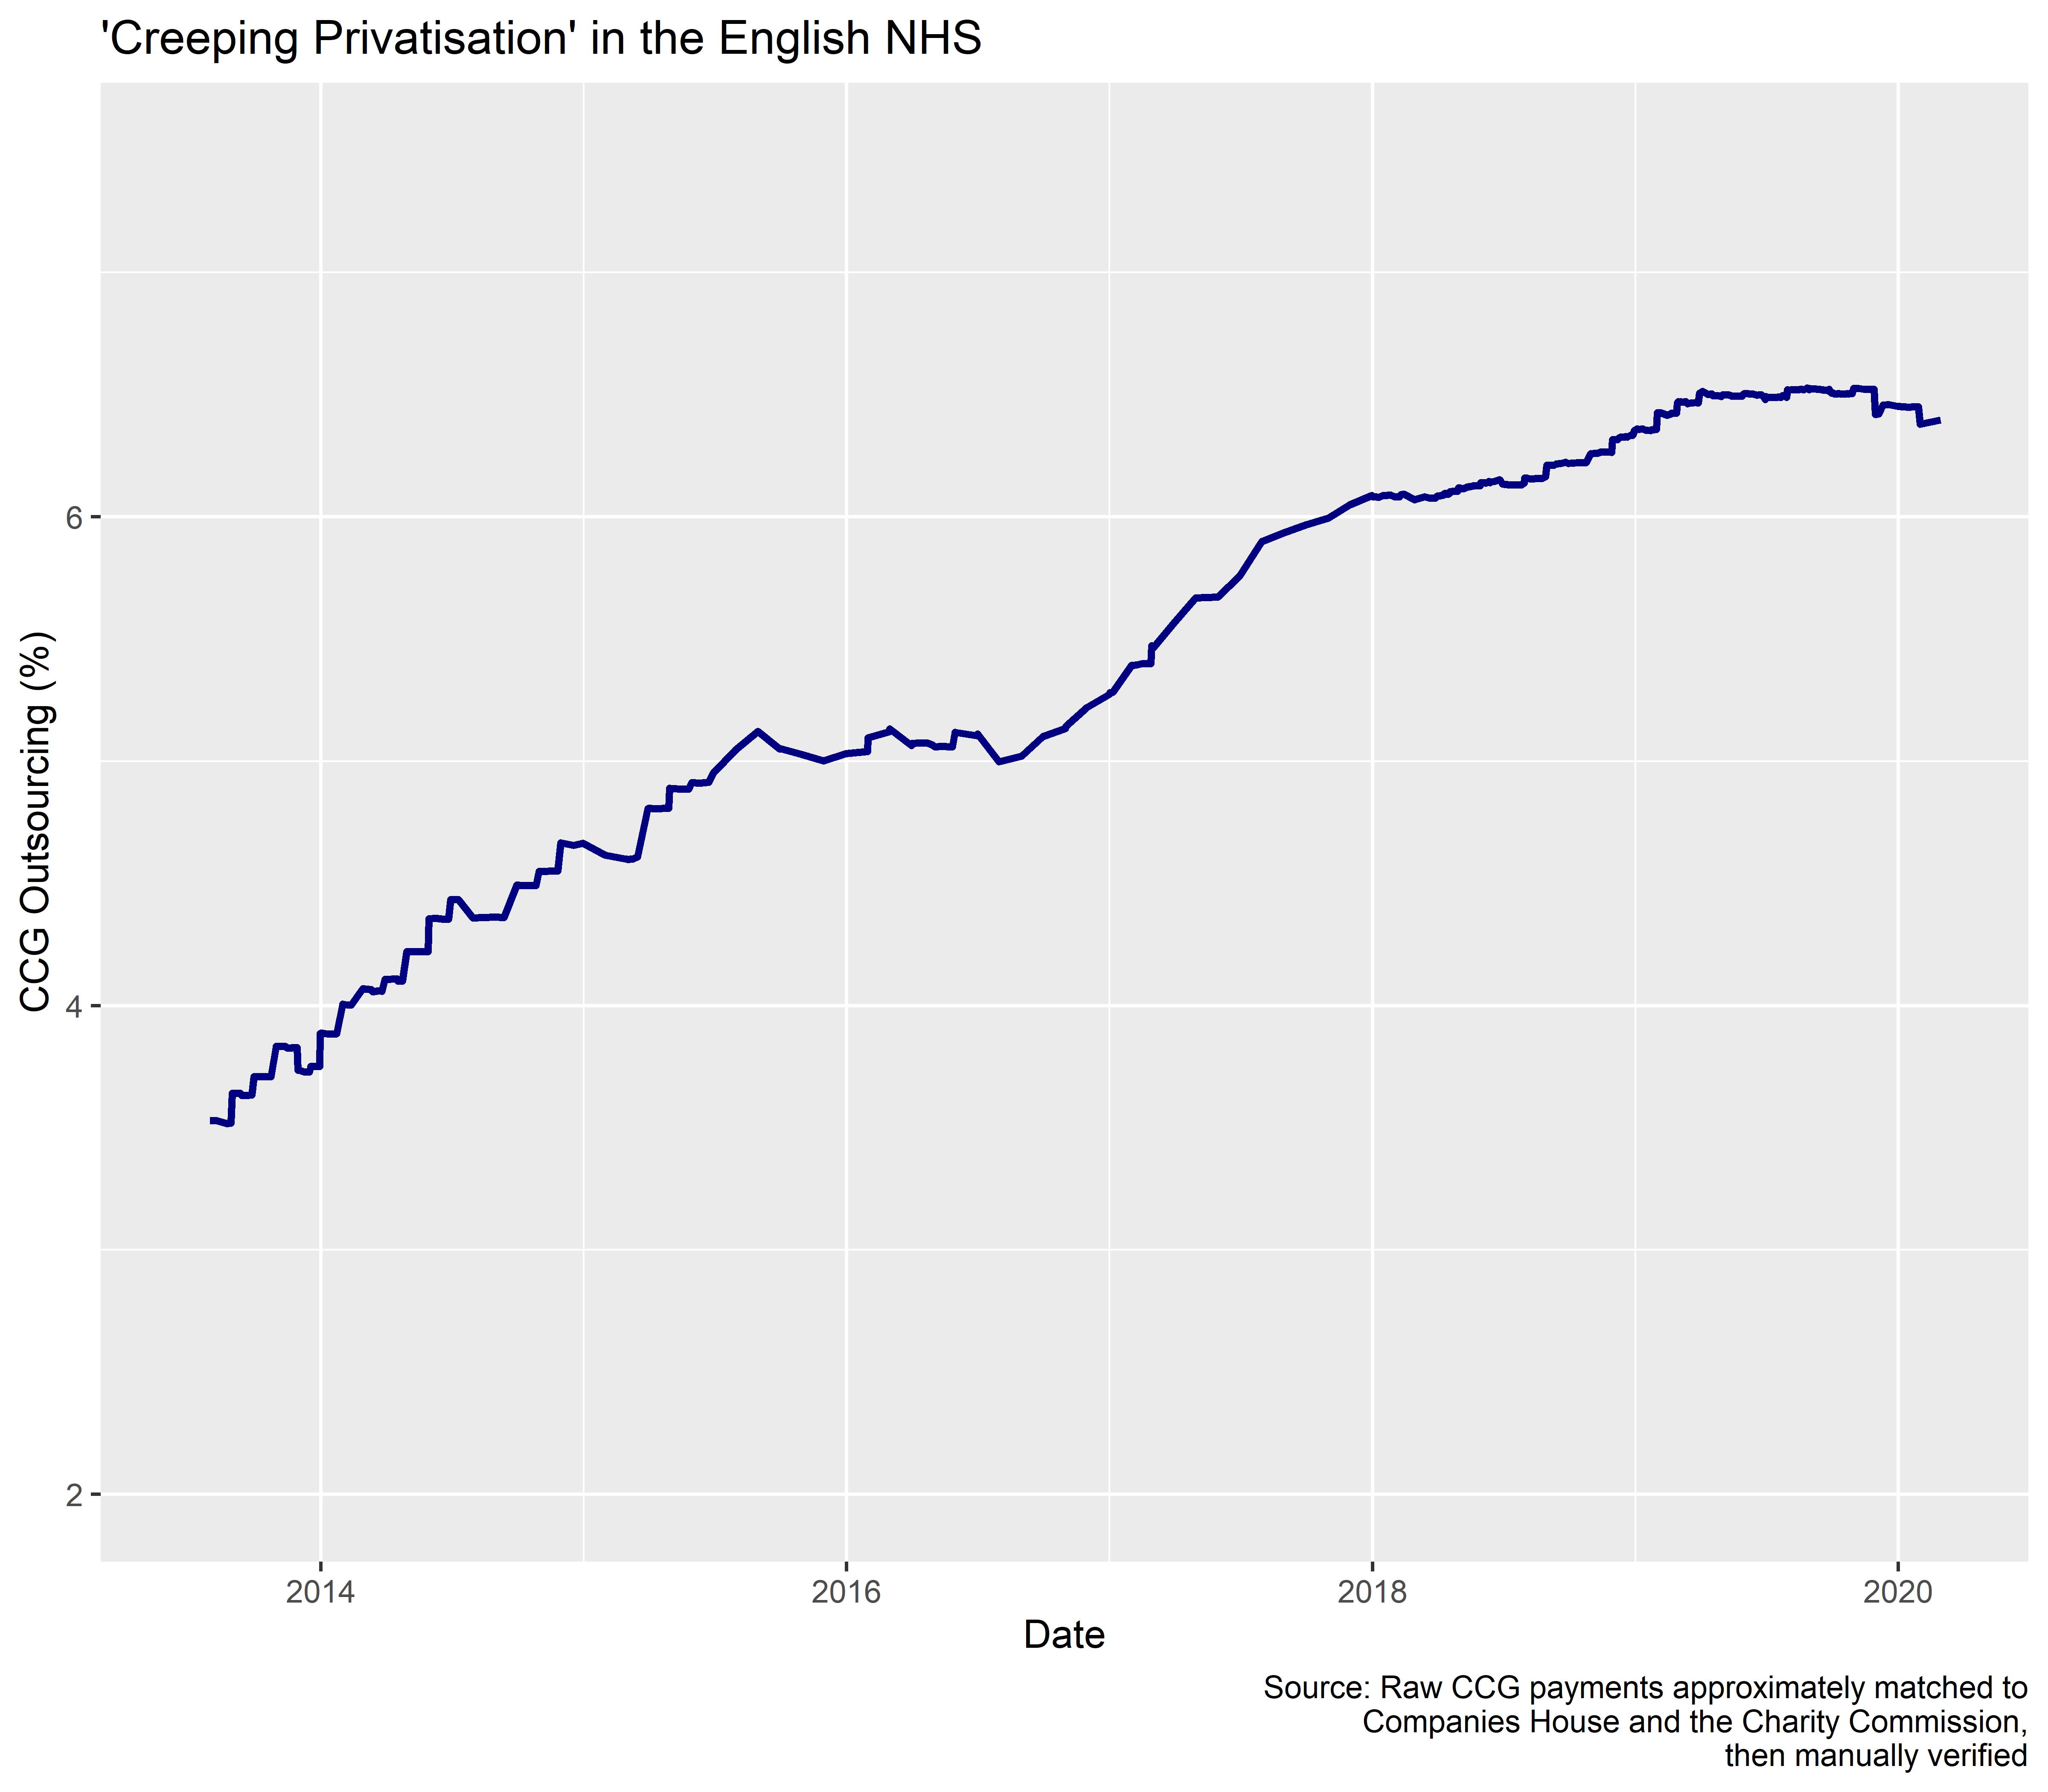 'Creeping Privatisation' in the English NHS
CCG Outsourcing (%)
6
4
2
2014
2016
2018
2020
Date
Source: Raw CCG payments approximately matched to
Companies House and the Charity Commission,
then manually verified